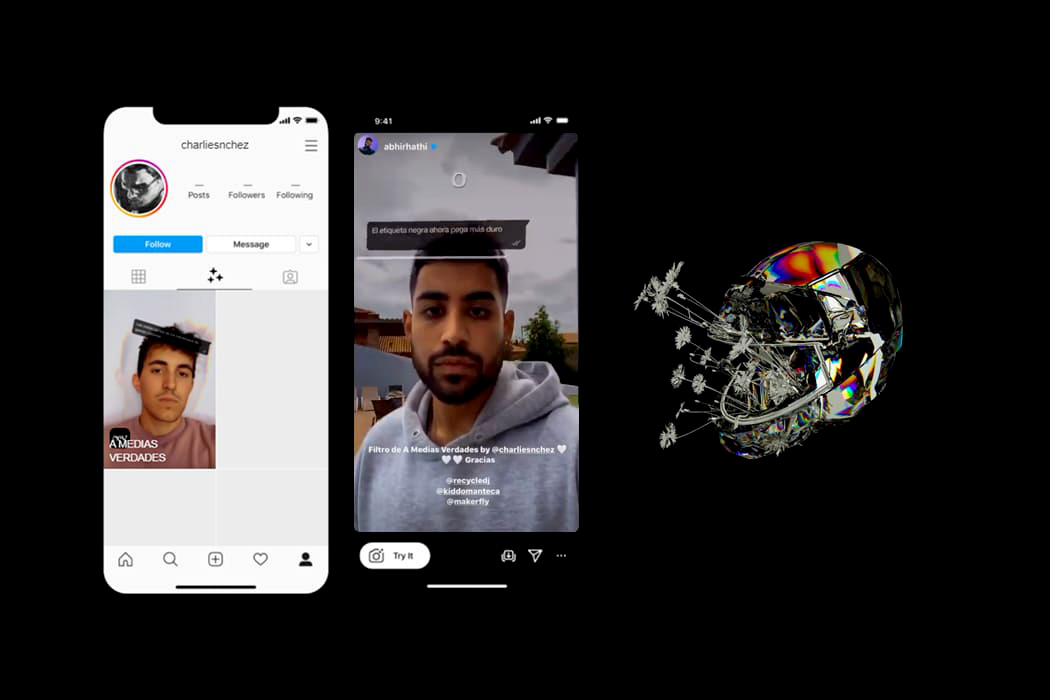 charliesnchez
Posts
Followers
Following
Follow
Message
A MEDIAS
VERDADES
9:41
abhirhathi
El etiqueta negra ahora pega más duro
Filtro de A Medias Verdades by @charliesnchez 🤍
🤍🤍 Gracias
@recycledj
@kiddomanteca
@makerfly
Try It